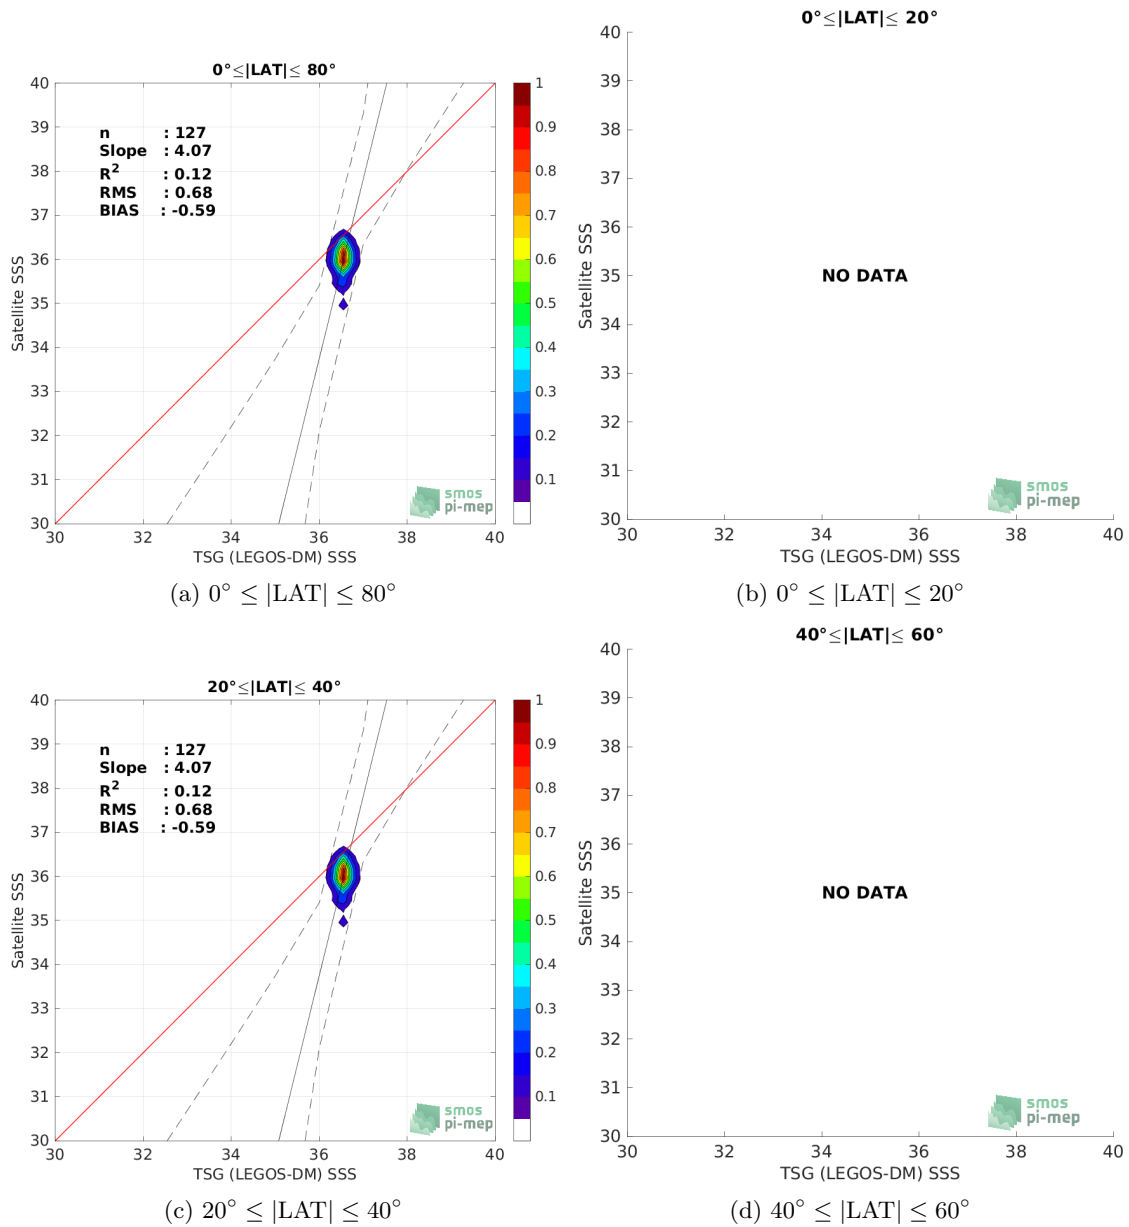 0°≤|LAT|≤ 80°
40
39
38
37
36
35
34
33
32
31
30
Satellite SSS
n : 127
Slope : 4.07
R² : 0.12
RMS : 0.68
BIAS : -0.59
smos
pi-mep
30 32 34 36 38 40
TSG (LEGOS-DM) SSS
1
0.9
0.8
0.7
0.6
0.5
0.4
0.3
0.2
0.1
(a) 0° ≤ |LAT| ≤ 80°
0°≤|LAT|≤ 20°
40
39
38
37
36
35
34
33
32
31
30
Satellite SSS
NO DATA
smos
pi-mep
30 32 34 36 38 40
TSG (LEGOS-DM) SSS
(b) 0° ≤ |LAT| ≤ 20°
20°≤|LAT|≤ 40°
40
39
38
37
36
35
34
33
32
31
30
Satellite SSS
n : 127
Slope : 4.07
R² : 0.12
RMS : 0.68
BIAS : -0.59
smos
pi-mep
30 32 34 36 38 40
TSG (LEGOS-DM) SSS
1
0.9
0.8
0.7
0.6
0.5
0.4
0.3
0.2
0.1
(c) 20° ≤ |LAT| ≤ 40°
40°≤|LAT|≤ 60°
40
39
38
37
36
35
34
33
32
31
30
Satellite SSS
NO DATA
smos
pi-mep
30 32 34 36 38 40
TSG (LEGOS-DM) SSS
(d) 40° ≤ |LAT| ≤ 60°